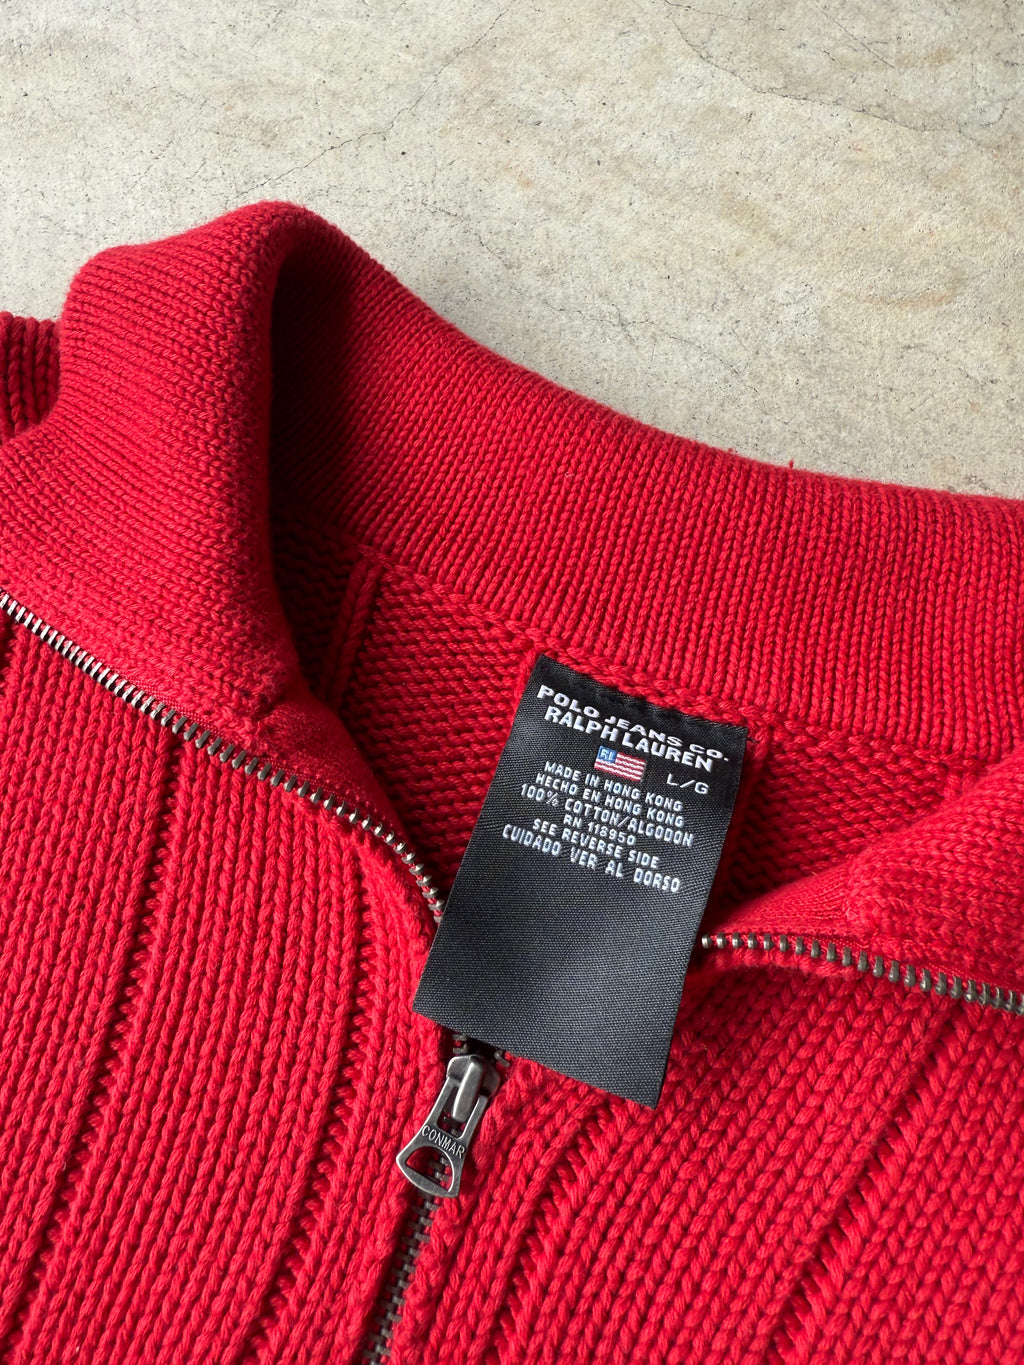 POLO JEANS CO.
RALPH LAUREN
RL
L/G
MADE IN HONG KONG
HECHO EN HONG KONG
100% COTTON/ALGODON
RN 118950
SEE REVERSE SIDE
CUIDADO VER AL DORSO
CONMAR